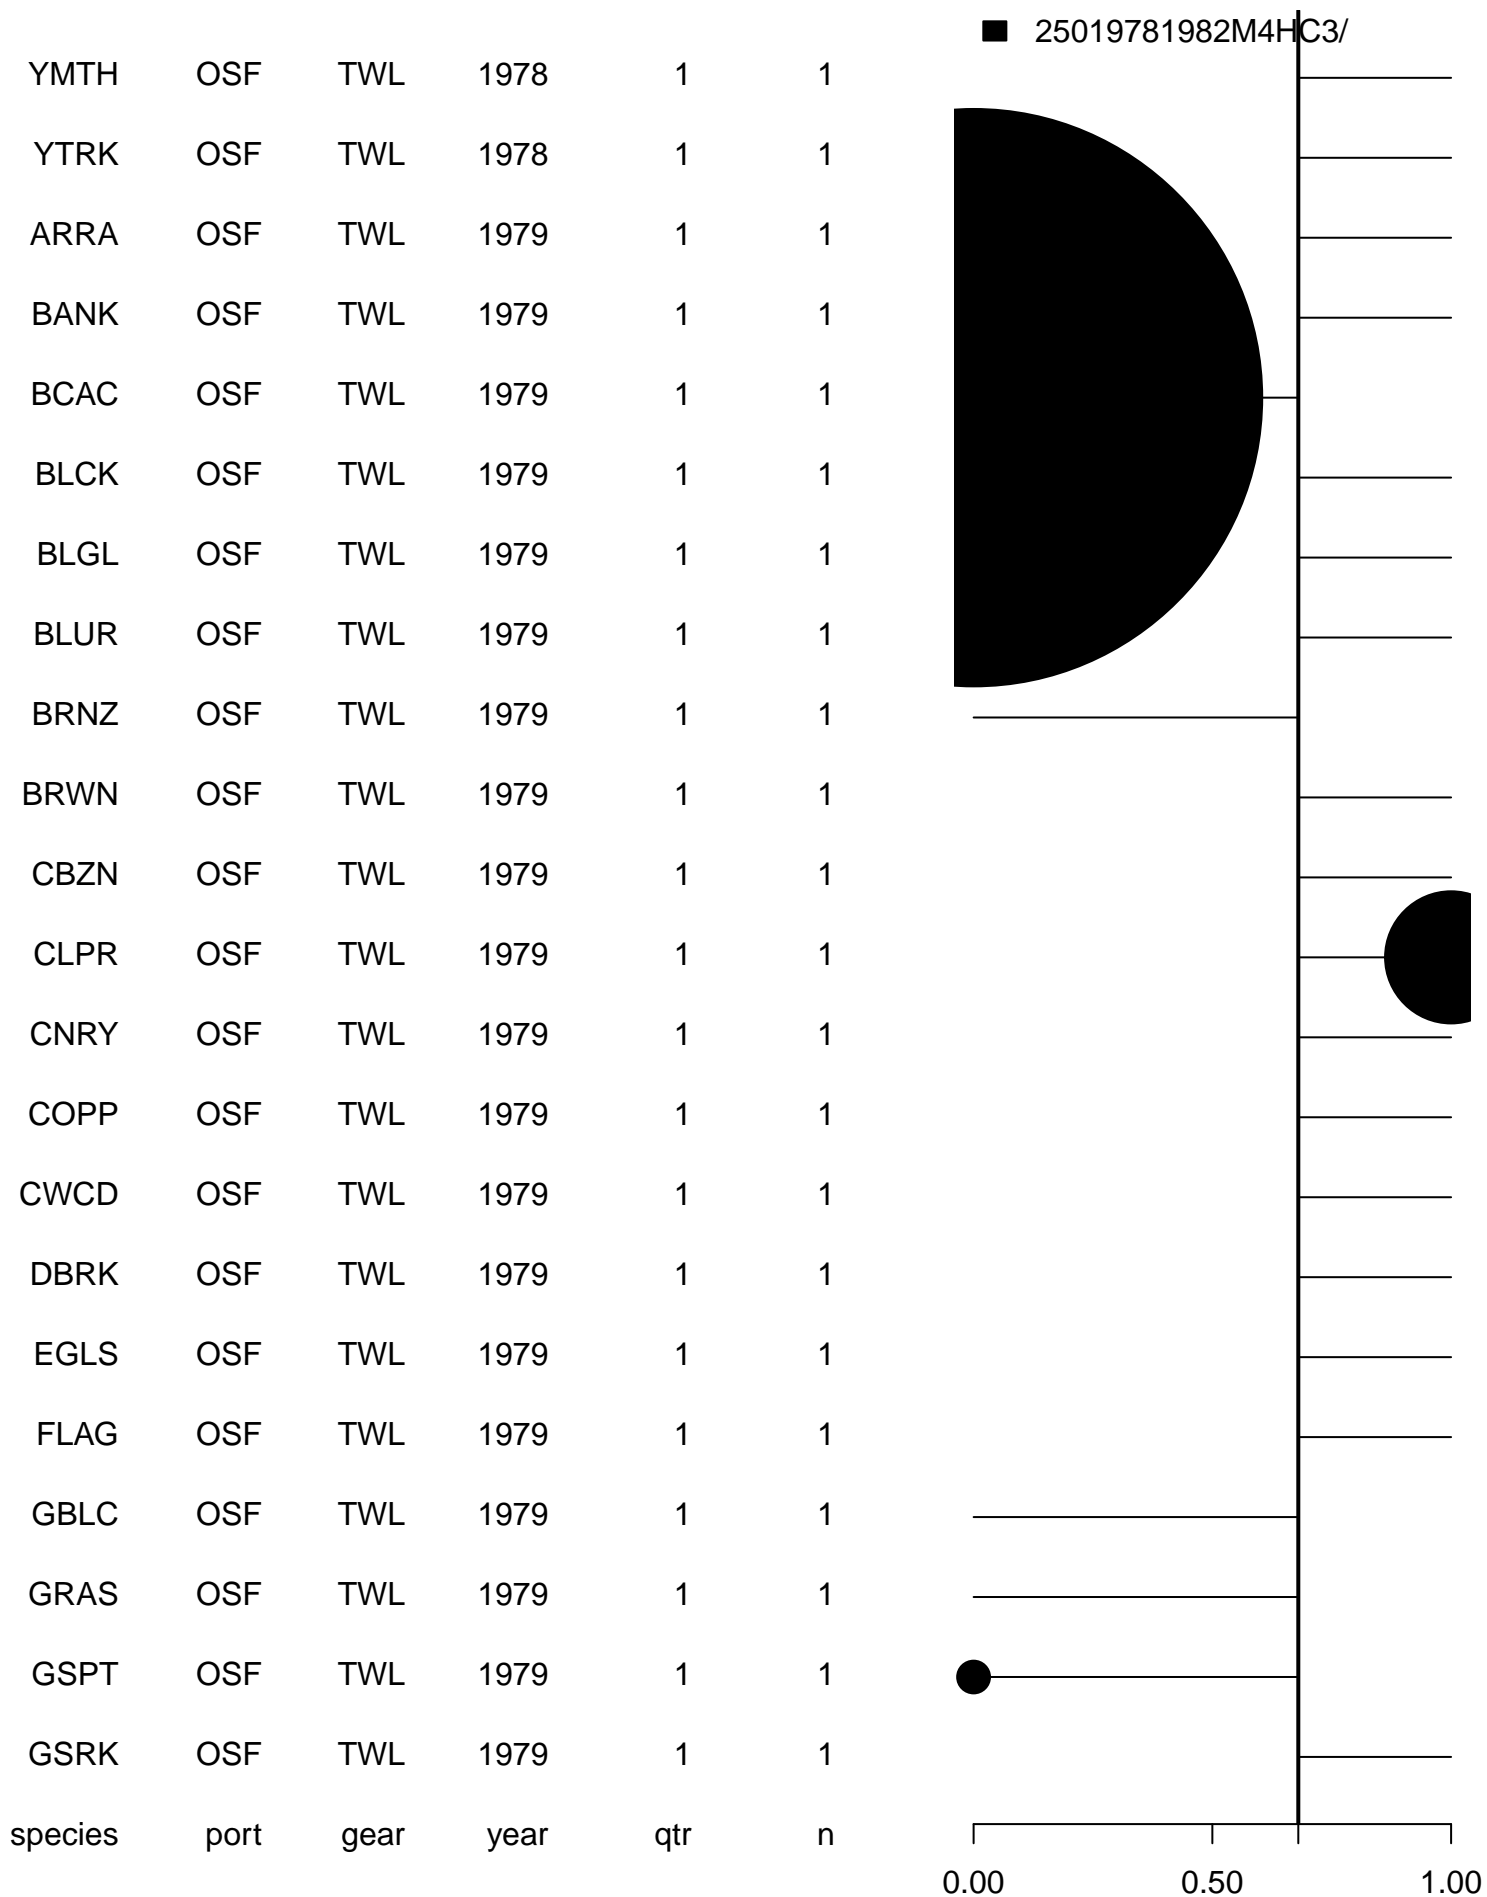 25019781982M4HC3/
YMTH OSF TWL 1978 1 1
YTRK OSF TWL 1978 1 1
ARRA OSF TWL 1979 1 1
BANK OSF TWL 1979 1 1
BCAC OSF TWL 1979 1 1
BLCK OSF TWL 1979 1 1
BLGL OSF TWL 1979 1 1
BLUR OSF TWL 1979 1 1
BRNZ OSF TWL 1979 1 1
BRWN OSF TWL 1979 1 1
CBZN OSF TWL 1979 1 1
CLPR OSF TWL 1979 1 1
CNRY OSF TWL 1979 1 1
COPP OSF TWL 1979 1 1
CWCD OSF TWL 1979 1 1
DBRK OSF TWL 1979 1 1
EGLS OSF TWL 1979 1 1
FLAG OSF TWL 1979 1 1
GBLC OSF TWL 1979 1 1
GRAS OSF TWL 1979 1 1
GSPT OSF TWL 1979 1 1
GSRK OSF TWL 1979 1 1
species port gear year qtr n
0.00 0.50 1.00